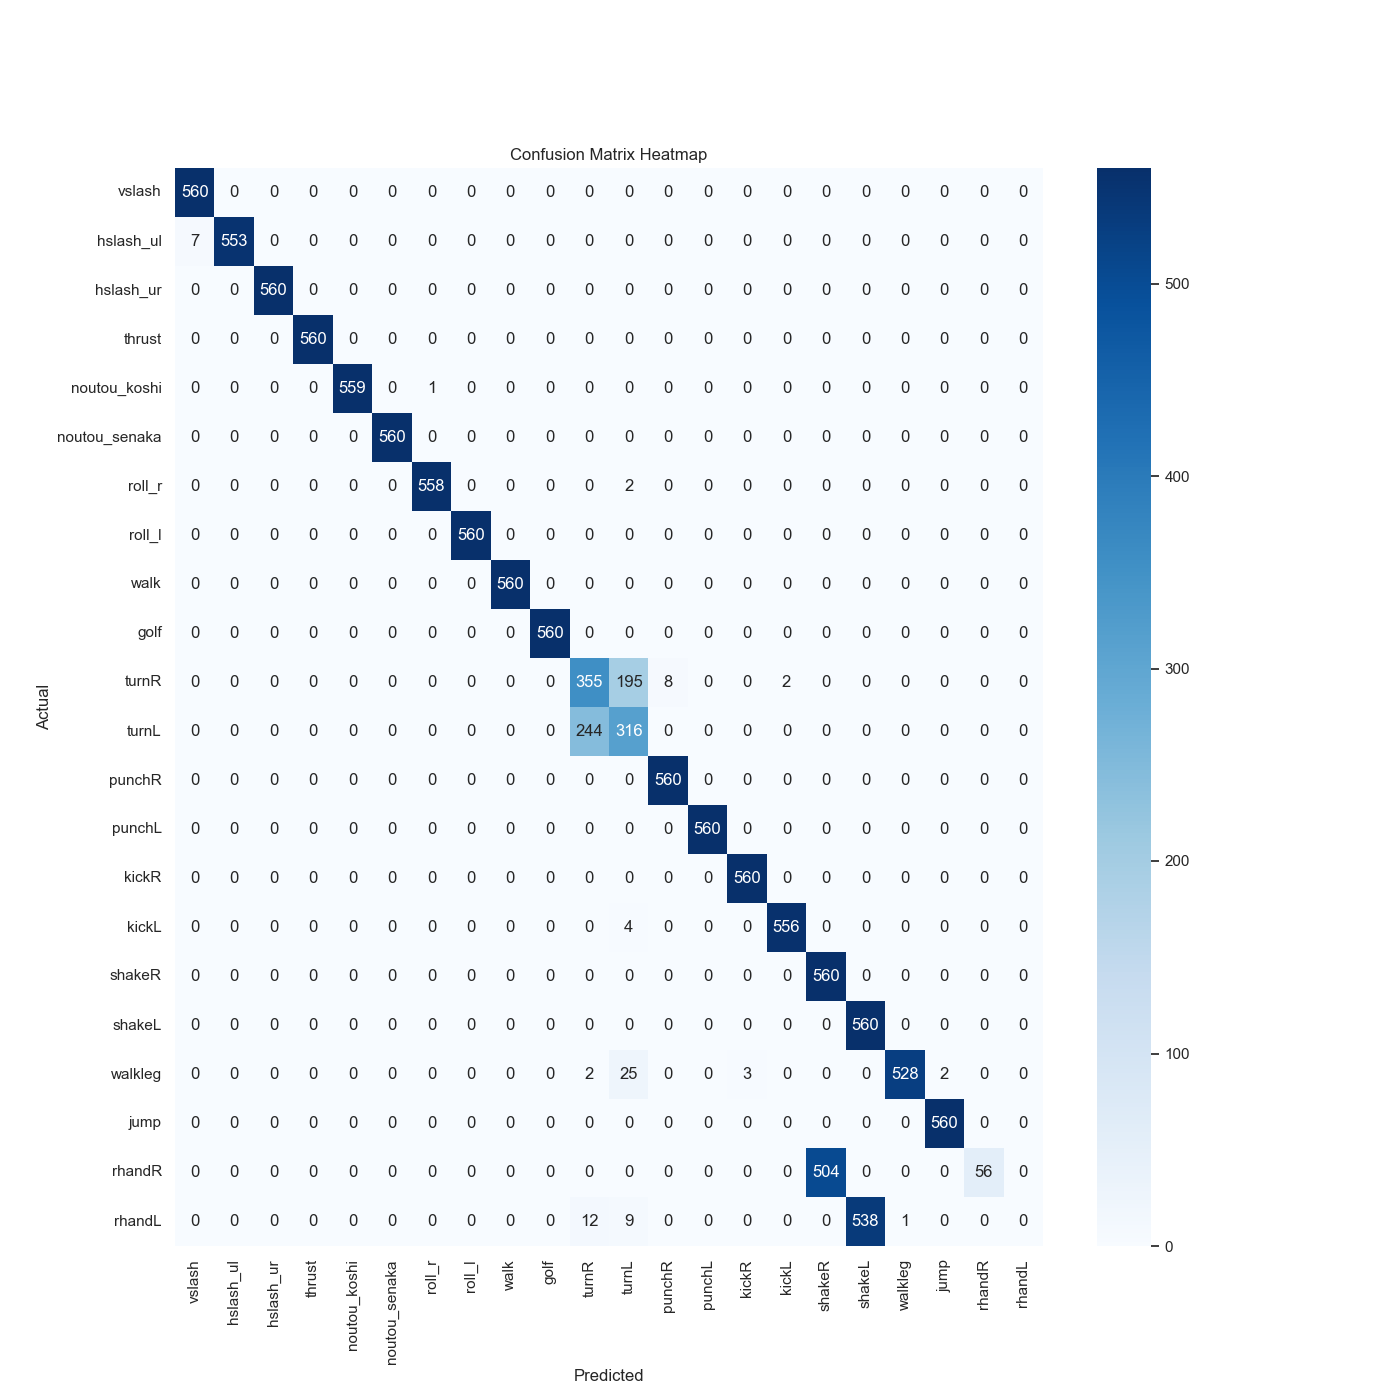 Confusion Matrix Heatmap
vslash 560 0 0 0 0 0 0 0 0 0 0 0 0 0 0 0 0 0 0 0 0 0
hslash_ul 7 553 0 0 0 0 0 0 0 0 0 0 0 0 0 0 0 0 0 0 0 0
hslash_ur 0 0 560 0 0 0 0 0 0 0 0 0 0 0 0 0 0 0 0 0 0 0
thrust 0 0 0 560 0 0 0 0 0 0 0 0 0 0 0 0 0 0 0 0 0 0
noutou_koshi 0 0 0 0 559 0 1 0 0 0 0 0 0 0 0 0 0 0 0 0 0 0
noutou_senaka 0 0 0 0 0 560 0 0 0 0 0 0 0 0 0 0 0 0 0 0 0 0
roll_r 0 0 0 0 0 0 558 0 0 0 0 2 0 0 0 0 0 0 0 0 0 0
roll_l 0 0 0 0 0 0 0 560 0 0 0 0 0 0 0 0 0 0 0 0 0 0
walk 0 0 0 0 0 0 0 0 560 0 0 0 0 0 0 0 0 0 0 0 0 0
golf 0 0 0 0 0 0 0 0 0 560 0 0 0 0 0 0 0 0 0 0 0 0
turnR 0 0 0 0 0 0 0 0 0 0 355 195 8 0 0 2 0 0 0 0 0 0
turnL 0 0 0 0 0 0 0 0 0 0 244 316 0 0 0 0 0 0 0 0 0 0
punchR 0 0 0 0 0 0 0 0 0 0 0 0 560 0 0 0 0 0 0 0 0 0
punchL 0 0 0 0 0 0 0 0 0 0 0 0 0 560 0 0 0 0 0 0 0 0
kickR 0 0 0 0 0 0 0 0 0 0 0 0 0 0 560 0 0 0 0 0 0 0
kickL 0 0 0 0 0 0 0 0 0 0 0 4 0 0 0 556 0 0 0 0 0 0
shakeR 0 0 0 0 0 0 0 0 0 0 0 0 0 0 0 0 560 0 0 0 0 0
shakeL 0 0 0 0 0 0 0 0 0 0 0 0 0 0 0 0 0 560 0 0 0 0
walkleg 0 0 0 0 0 0 0 0 0 0 2 25 0 0 3 0 0 0 528 2 0 0
jump 0 0 0 0 0 0 0 0 0 0 0 0 0 0 0 0 0 0 0 560 0 0
rhandR 0 0 0 0 0 0 0 0 0 0 0 0 0 0 0 0 504 0 0 0 56 0
rhandL 0 0 0 0 0 0 0 0 0 0 12 9 0 0 0 0 0 538 1 0 0 0
vslash hslash_ul hslash_ur thrust noutou_koshi noutou_senaka roll_r roll_l walk golf turnR turnL punchR punchL kickR kickL shakeR shakeL walkleg jump rhandR rhandL
Predicted
Actual
500
400
300
200
100
0